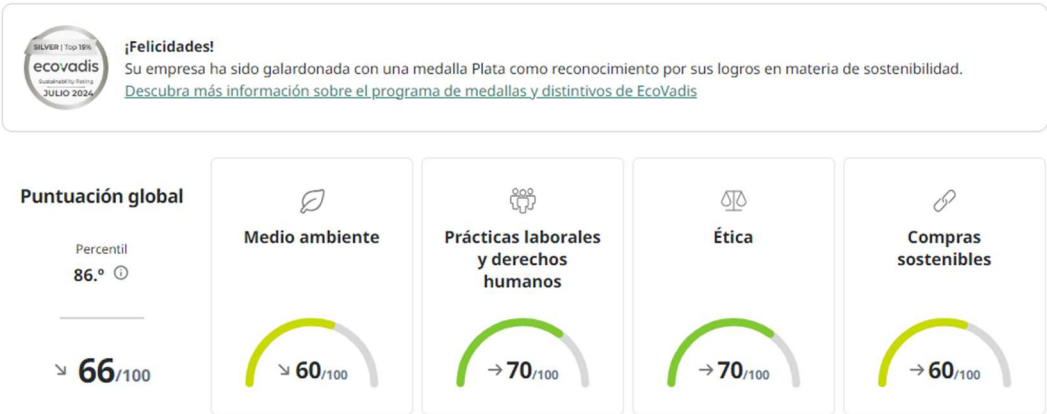 SILVER | Top 15%
ecovadis
Sustainability Rating
JULIO 2024
¡Felicidades!
Su empresa ha sido galardonada con una medalla Plata como reconocimiento por sus logros en materia de sostenibilidad.
Descubra más información sobre el programa de medallas y distintivos de EcoVadis
Puntuación global
Percentil
86.º
66/100
Medio ambiente
60/100
Prácticas laborales
y derechos
humanos
70/100
Ética
70/100
Compras
sostenibles
60/100